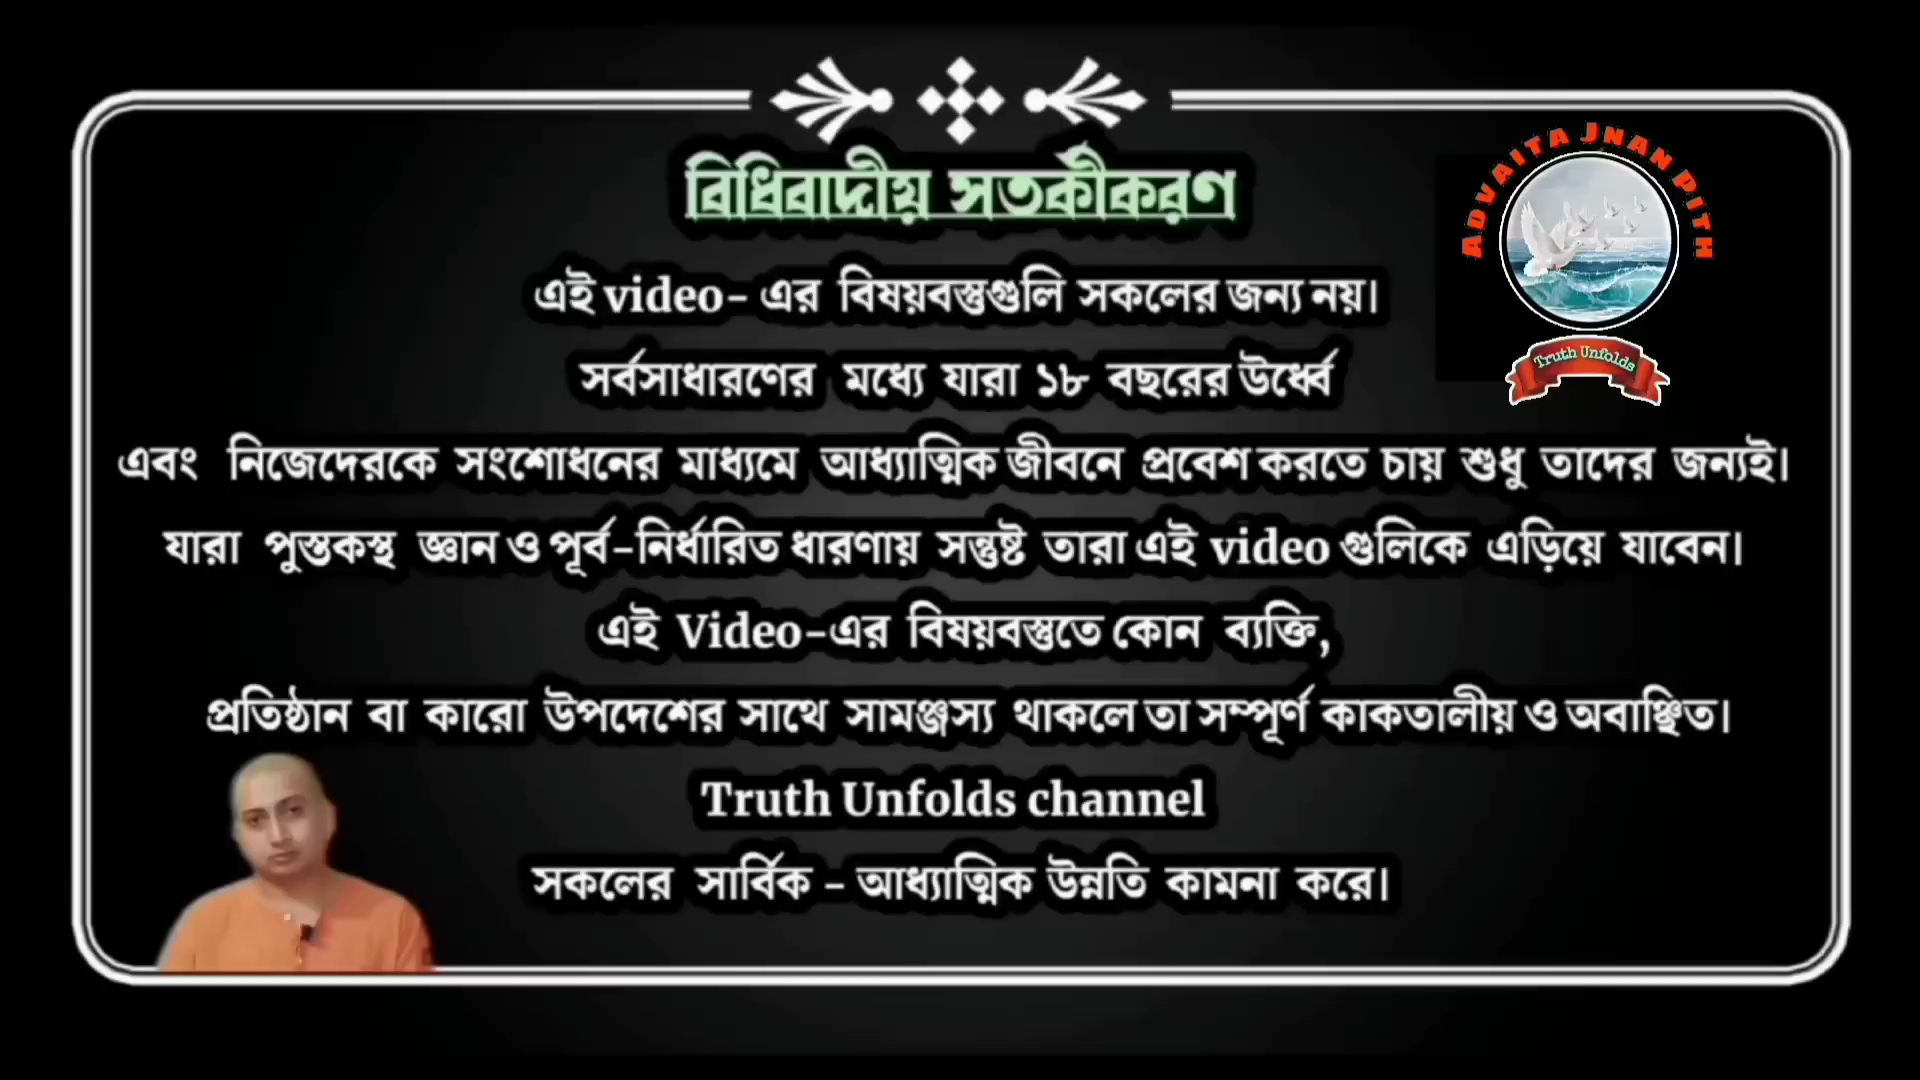 বিধিবাদীয় সতর্কীকরণ
ADVAITA JNAN PITH
Truth Unfolds
এই video- এর বিষয়বস্তুগুলি সকলের জন্য নয়।
সর্বসাধারণের মধ্যে যারা ১৮ বছরের উর্ধ্বে
এবং নিজেদেরকে সংশোধনের মাধ্যমে আধ্যাত্মিক জীবনে প্রবেশ করতে চায় শুধু তাদের জন্যই।
যারা পুস্তকস্থ জ্ঞান ও পূর্ব-নির্ধারিত ধারণায় সন্তুষ্ট তারা এই video গুলিকে এড়িয়ে যাবেন।
এই Video-এর বিষয়বস্তুতে কোন ব্যক্তি,
প্রতিষ্ঠান বা কারো উপদেশের সাথে সামঞ্জস্য থাকলে তা সম্পূর্ণ কাকতালীয় ও অবাঞ্ছিত।
Truth Unfolds channel
সকলের সার্বিক - আধ্যাত্মিক উন্নতি কামনা করে।